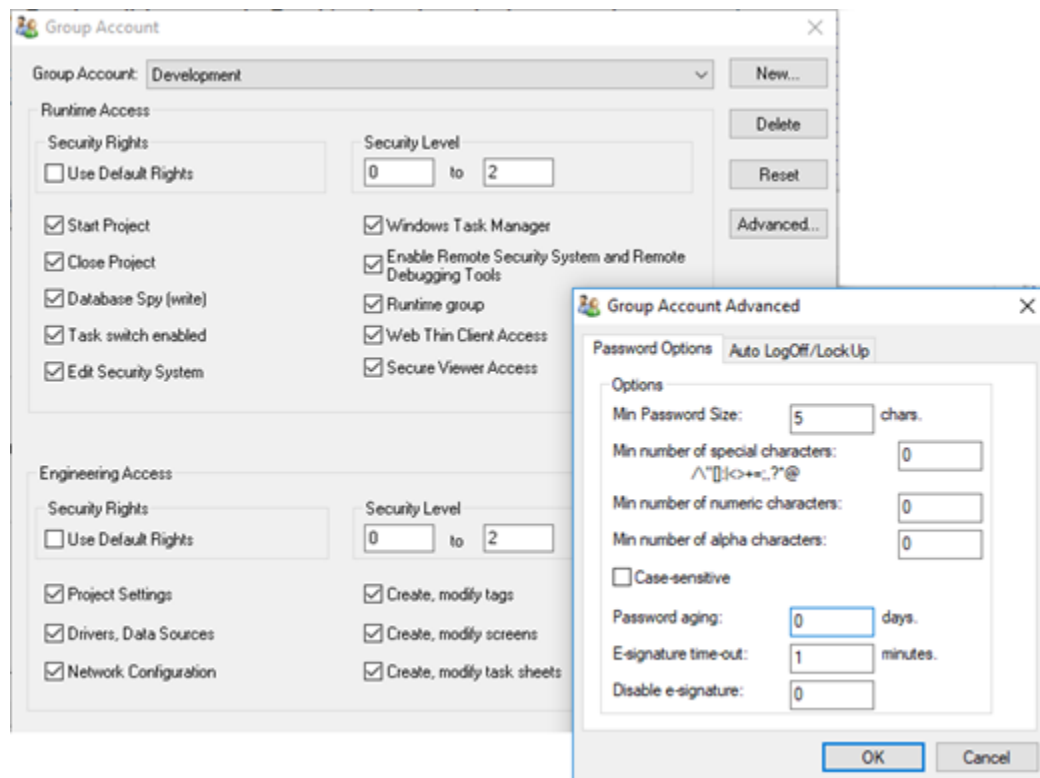 Group Account
Group Account: Development
New...
Runtime Access
Delete
Security Rights
Security Level
Use Default Rights
0 to 2
Reset
Start Project
Windows Task Manager
Advanced...
Close Project
Enable Remote Security System and Remote
Debugging Tools
Database Spy (write)
Runtime group
Task switch enabled
Web Thin Client Access
Edit Security System
Secure Viewer Access
Engineering Access
Security Rights
Security Level
Use Default Rights
0 to 2
Project Settings
Create, modify tags
Drivers, Data Sources
Create, modify screens
Network Configuration
Create, modify task sheets
Group Account Advanced
Password Options
Auto LogOff/LockUp
Options
Min Password Size: 5 chars.
Min number of special characters: 0
Min number of numeric characters: 0
Min number of alpha characters: 0
Case-sensitive
Password aging: 0 days.
E-signature time-out: 1 minutes.
Disable e-signature: 0
OK
Cancel